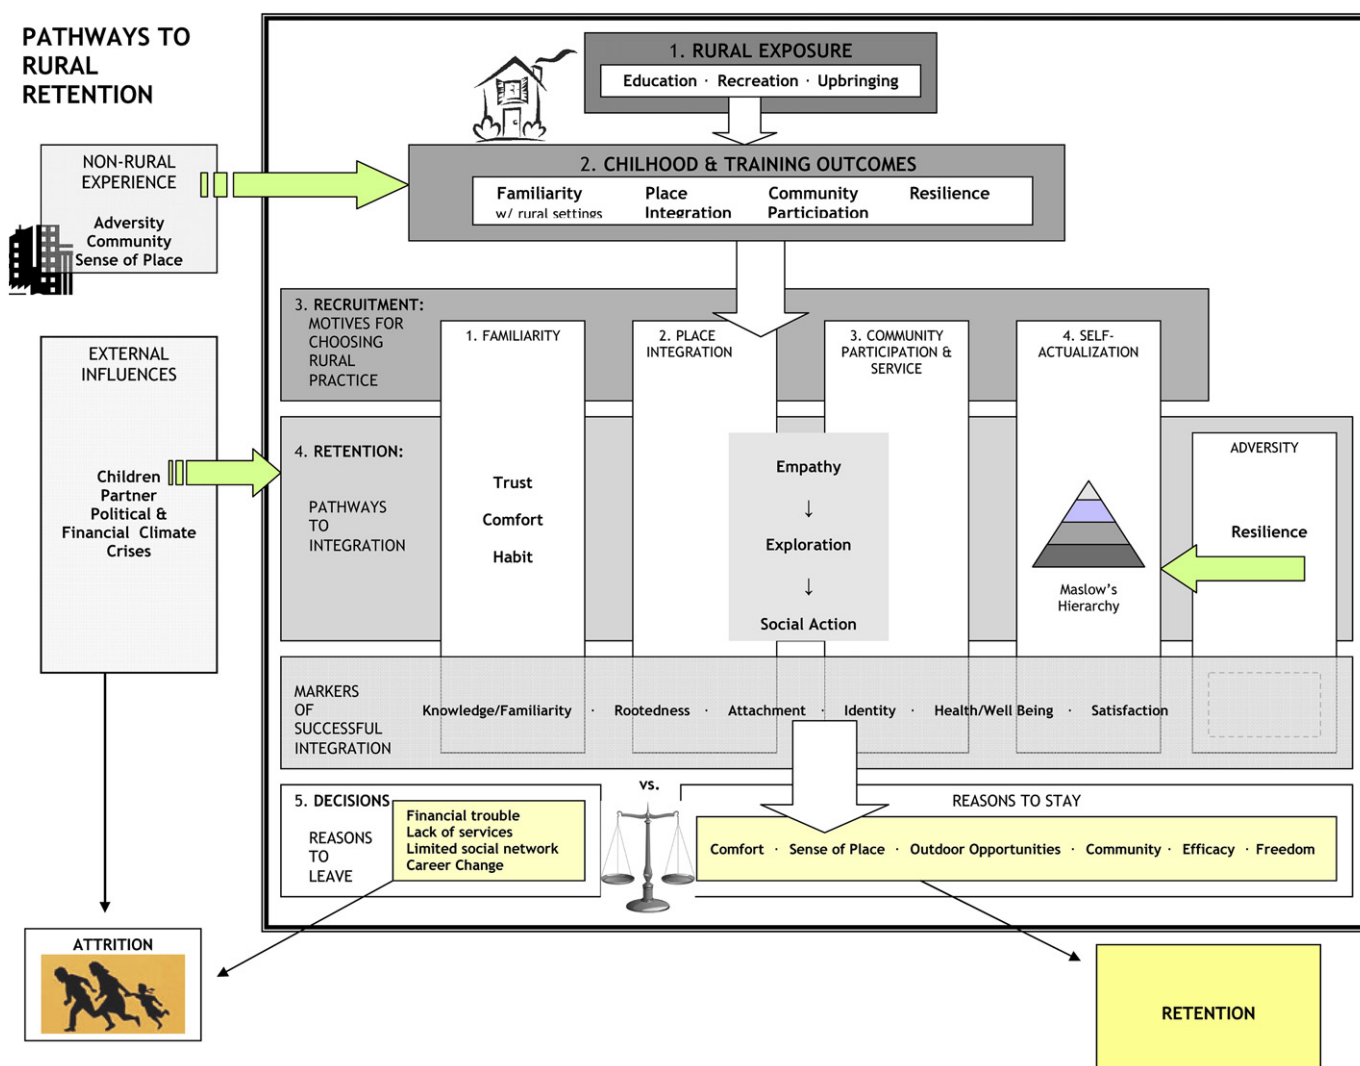 PATHWAYS TO
RURAL
RETENTION
1. RURAL EXPOSURE
Education · Recreation · Upbringing
NON-RURAL
EXPERIENCE
Adversity
Community
Sense of Place
2. CHILHOOD & TRAINING OUTCOMES
Familiarity Place Community Resilience
w/ rural settings Integration Participation
EXTERNAL
INFLUENCES
Children
Partner
Political &
Financial Climate
Crises
3. RECRUITMENT:
MOTIVES FOR
CHOOSING
RURAL
PRACTICE
1. FAMILIARITY
2. PLACE
INTEGRATION
3. COMMUNITY
PARTICIPATION &
SERVICE
4. SELF-
ACTUALIZATION
4. RETENTION:
PATHWAYS
TO
INTEGRATION
Trust
Comfort
Habit
Empathy
↓
Exploration
↓
Social Action
Maslow's
Hierarchy
ADVERSITY
Resilience
MARKERS
OF
SUCCESSFUL
INTEGRATION
Knowledge/Familiarity · Rootedness · Attachment · Identity · Health/Well Being · Satisfaction
5. DECISIONS
REASONS
TO
LEAVE
Financial trouble
Lack of services
Limited social network
Career Change
vs.
REASONS TO STAY
Comfort · Sense of Place · Outdoor Opportunities · Community · Efficacy · Freedom
ATTRITION
RETENTION